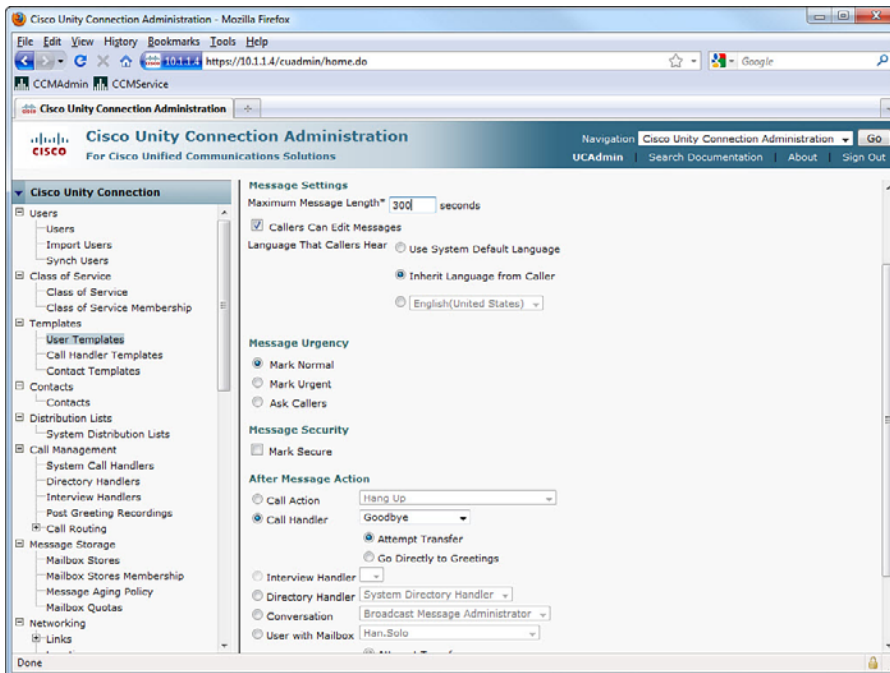 Cisco Unity Connection Administration - Mozilla Firefox
File Edit View History Bookmarks Tools Help
10.1.1.4 https://10.1.1.4/cuadmin/home.do
Google
CCMAdmin CCMService
Cisco Unity Connection Administration
CISCO
Cisco Unity Connection Administration
For Cisco Unified Communications Solutions
Navigation Cisco Unity Connection Administration Go
UCAdmin Search Documentation About Sign Out
Cisco Unity Connection
Users
Users
Import Users
Synch Users
Class of Service
Class of Service
Class of Service Membership
Templates
User Templates
Call Handler Templates
Contact Templates
Contacts
Contacts
Distribution Lists
System Distribution Lists
Call Management
System Call Handlers
Directory Handlers
Interview Handlers
Post Greeting Recordings
Call Routing
Message Storage
Mailbox Stores
Mailbox Stores Membership
Message Aging Policy
Mailbox Quotas
Networking
Links
Message Settings
Maximum Message Length* 300 seconds
Callers Can Edit Messages
Language That Callers Hear Use System Default Language
Inherit Language from Caller
English(United States)
Message Urgency
Mark Normal
Mark Urgent
Ask Callers
Message Security
Mark Secure
After Message Action
Call Action Hang Up
Call Handler Goodbye
Attempt Transfer
Go Directly to Greetings
Interview Handler
Directory Handler System Directory Handler
Conversation Broadcast Message Administrator
User with Mailbox Han.Solo
Done